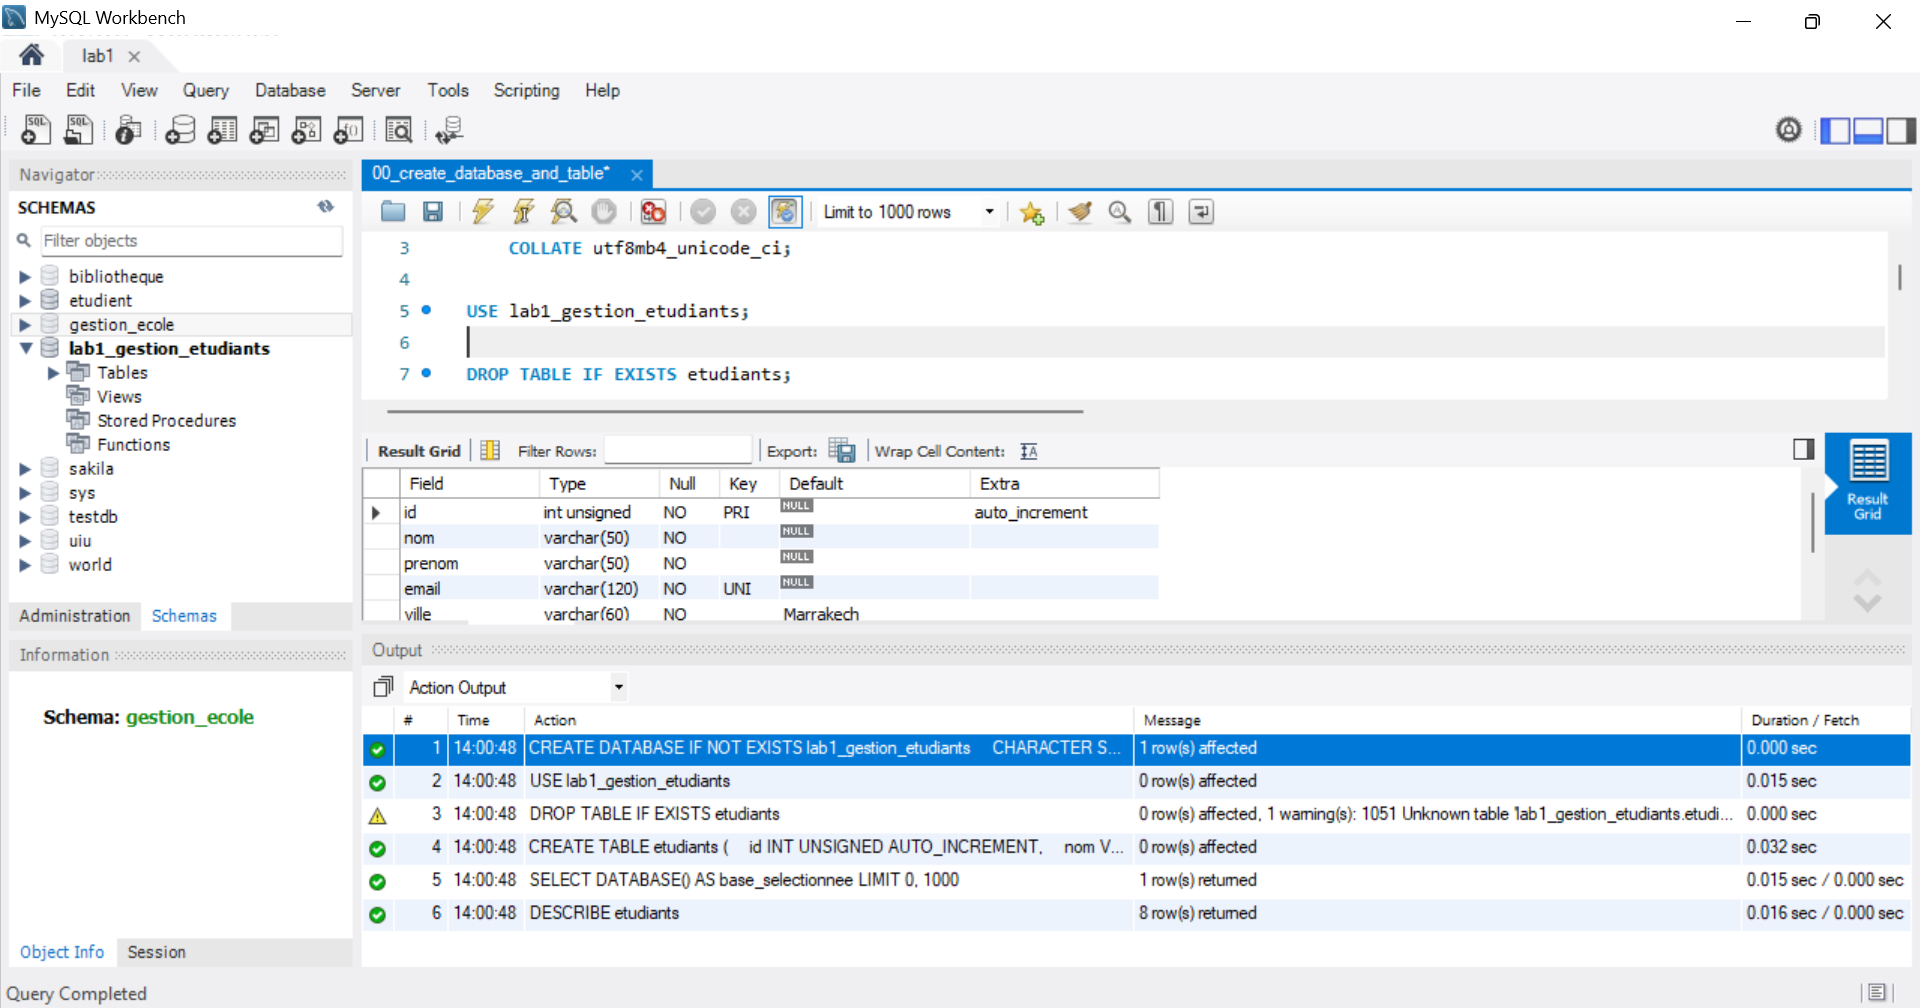 MySQL Workbench
lab1
File Edit View Query Database Server Tools Scripting Help
Navigator
SCHEMAS
Filter objects
bibliotheque
etudient
gestion_ecole
lab1_gestion_etudiants
Tables
Views
Stored Procedures
Functions
sakila
sys
testdb
uiu
world
Administration Schemas
Information
Schema: gestion_ecole
Object Info Session
00_create_database_and_table*
Limit to 1000 rows
3 COLLATE utf8mb4_unicode_ci;
4
5 USE lab1_gestion_etudiants;
6
7 DROP TABLE IF EXISTS etudiants;
Result Grid Filter Rows: Export: Wrap Cell Content:
Field Type Null Key Default Extra
id int unsigned NO PRI NULL auto_increment
nom varchar(50) NO NULL
prenom varchar(50) NO NULL
email varchar(120) NO UNI NULL
ville varchar(60) NO Marrakech
Result
Grid
Output
Action Output
# Time Action Message Duration / Fetch
1 14:00:48 CREATE DATABASE IF NOT EXISTS lab1_gestion_etudiants CHARACTER S... 1 row(s) affected 0.000 sec
2 14:00:48 USE lab1_gestion_etudiants 0 row(s) affected 0.015 sec
3 14:00:48 DROP TABLE IF EXISTS etudiants 0 row(s) affected, 1 warning(s): 1051 Unknown table 'lab1_gestion_etudiants.etudi... 0.000 sec
4 14:00:48 CREATE TABLE etudiants ( id INT UNSIGNED AUTO_INCREMENT, nom V... 0 row(s) affected 0.032 sec
5 14:00:48 SELECT DATABASE() AS base_selectionnee LIMIT 0, 1000 1 row(s) returned 0.015 sec / 0.000 sec
6 14:00:48 DESCRIBE etudiants 8 row(s) returned 0.016 sec / 0.000 sec
Query Completed